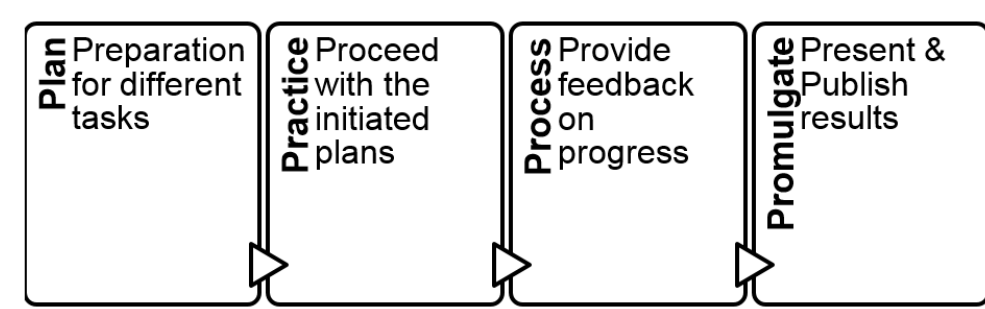 Plan
Preparation
for different
tasks
Practice
Proceed
with the
initiated
plans
Process
Provide
feedback
on
progress
Promulgate
Present &
Publish
results